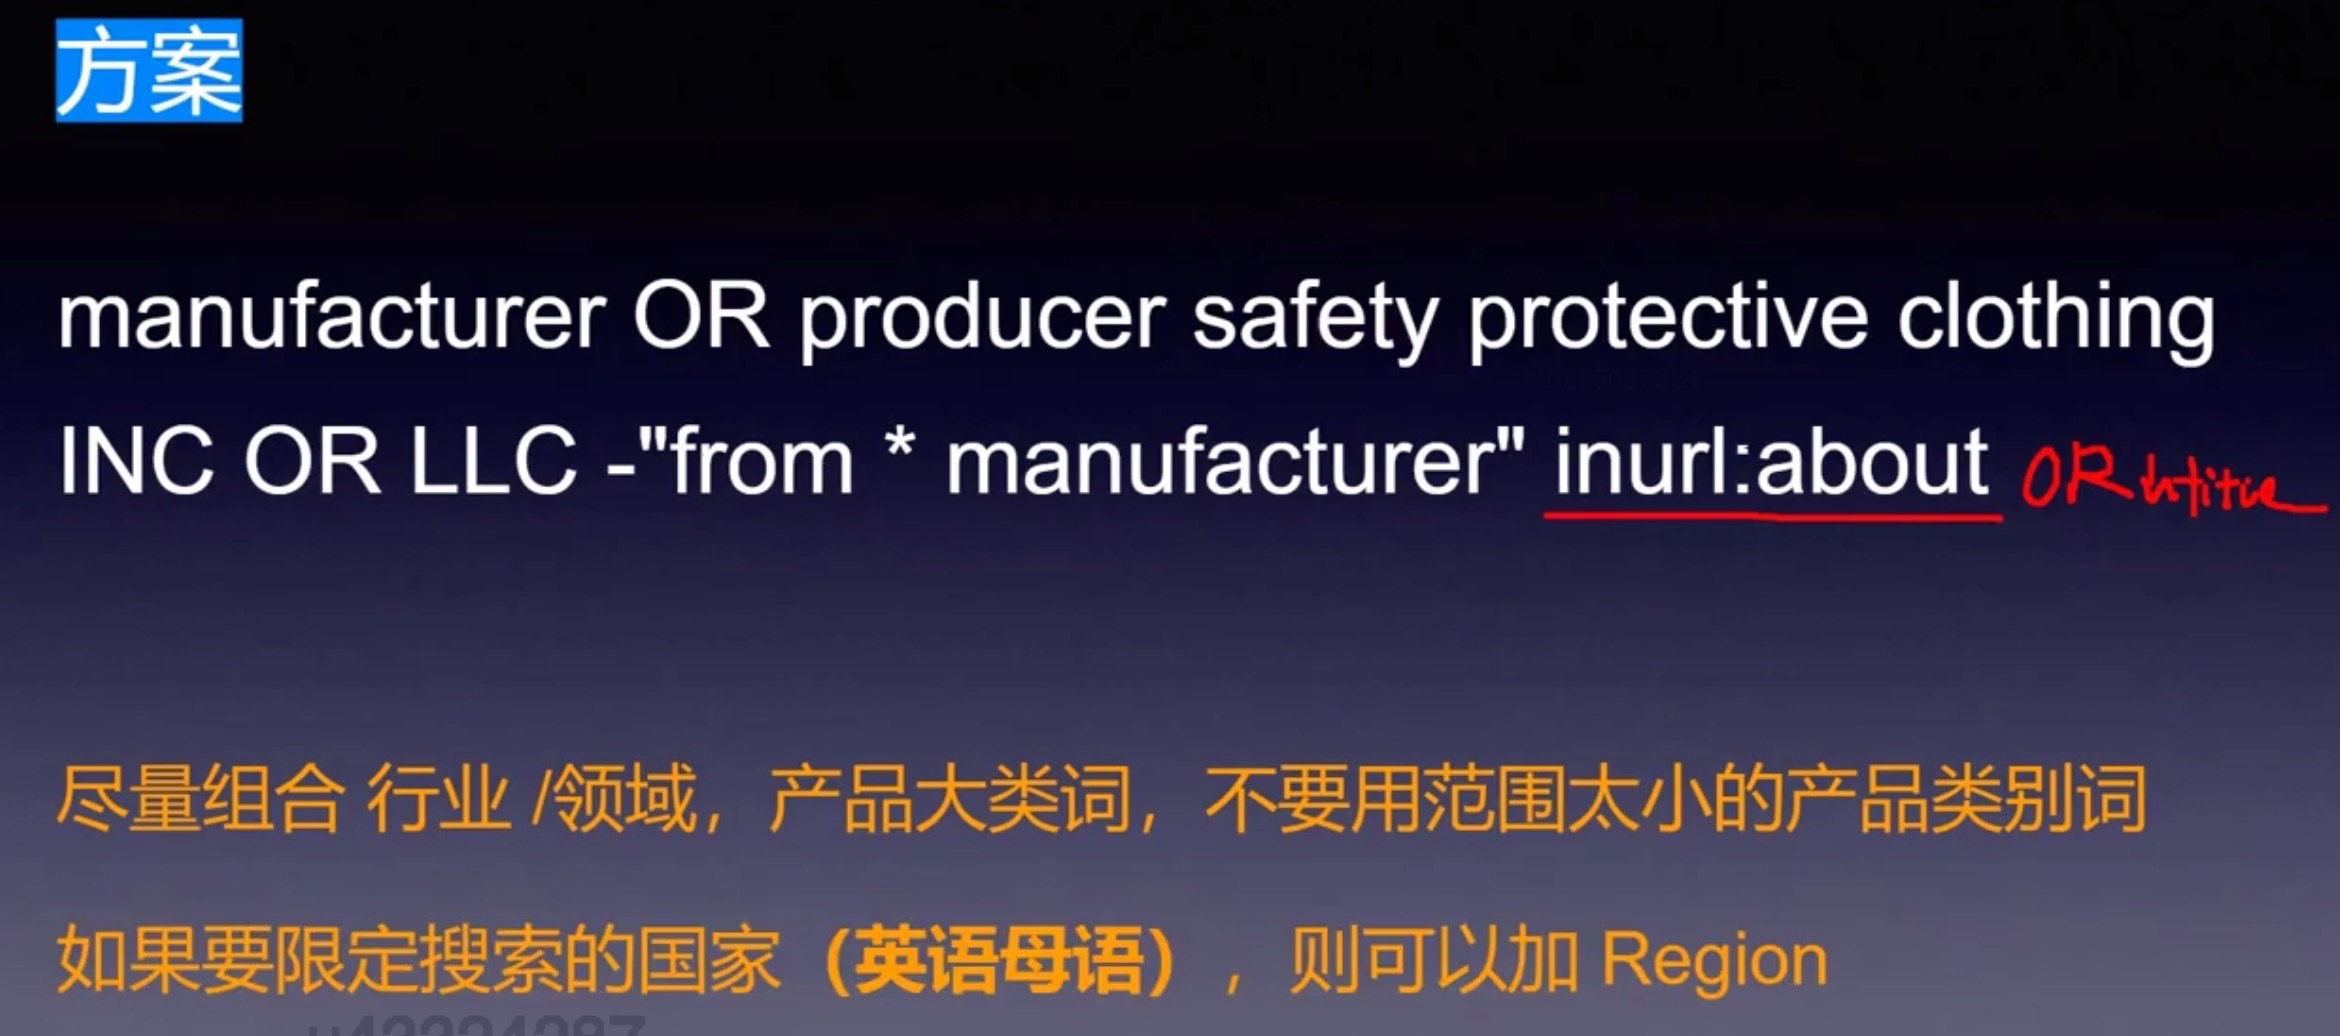 方案
manufacturer OR producer safety protective clothing
INC OR LLC -"from * manufacturer" inurl:about OR intitle
尽量组合 行业 /领域，产品大类词，不要用范围太小的产品类别词
如果要限定搜索的国家（英语母语），则可以加 Region